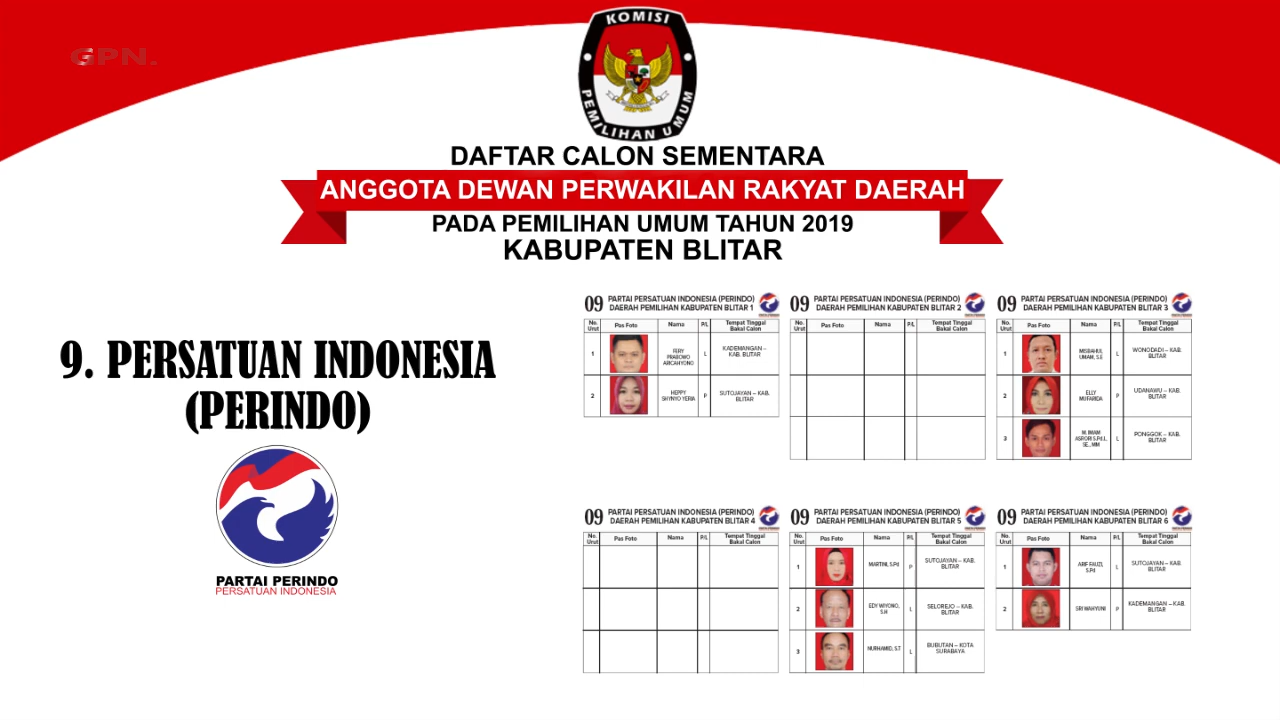 GPN.
KOMISI
PEMILIHAN UMUM
DAFTAR CALON SEMENTARA
ANGGOTA DEWAN PERWAKILAN RAKYAT DAERAH
PADA PEMILIHAN UMUM TAHUN 2019
KABUPATEN BLITAR
9. PERSATUAN INDONESIA
(PERINDO)
PARTAI PERINDO
PERSATUAN INDONESIA
09 PARTAI PERSATUAN INDONESIA (PERINDO)
DAERAH PEMILIHAN KABUPATEN BLITAR 1
No. Urut Pas Foto Nama P/L Tempat Tinggal Bakal Calon
1 FERY PRABOWO ARICAHYONO L KADEMANGAN – KAB. BLITAR
2 HEPPY SHYNYO YERIA P SUTOJAYAN – KAB. BLITAR
09 PARTAI PERSATUAN INDONESIA (PERINDO)
DAERAH PEMILIHAN KABUPATEN BLITAR 2
No. Urut Pas Foto Nama P/L Tempat Tinggal Bakal Calon
09 PARTAI PERSATUAN INDONESIA (PERINDO)
DAERAH PEMILIHAN KABUPATEN BLITAR 3
No. Urut Pas Foto Nama P/L Tempat Tinggal Bakal Calon
1 MISBAHUL UMAM, S.E L WONODADI – KAB. BLITAR
2 ELLY MUFARIDA P UDANAWU – KAB. BLITAR
3 M. IMAM ASRORI S.Pd.I, SE., MM L PONGGOK – KAB. BLITAR
09 PARTAI PERSATUAN INDONESIA (PERINDO)
DAERAH PEMILIHAN KABUPATEN BLITAR 4
No. Urut Pas Foto Nama P/L Tempat Tinggal Bakal Calon
09 PARTAI PERSATUAN INDONESIA (PERINDO)
DAERAH PEMILIHAN KABUPATEN BLITAR 5
No. Urut Pas Foto Nama P/L Tempat Tinggal Bakal Calon
1 MARTINI, S.Pd P SUTOJAYAN – KAB. BLITAR
2 EDY WIYONO, S.H L SELOREJO – KAB. BLITAR
3 NURHAMID, S.T L BUBUTAN – KOTA SURABAYA
09 PARTAI PERSATUAN INDONESIA (PERINDO)
DAERAH PEMILIHAN KABUPATEN BLITAR 6
No. Urut Pas Foto Nama P/L Tempat Tinggal Bakal Calon
1 ARIF FAUZI, S.Pd L SUTOJAYAN – KAB. BLITAR
2 SRI WAHYUNI P KADEMANGAN – KAB. BLITAR